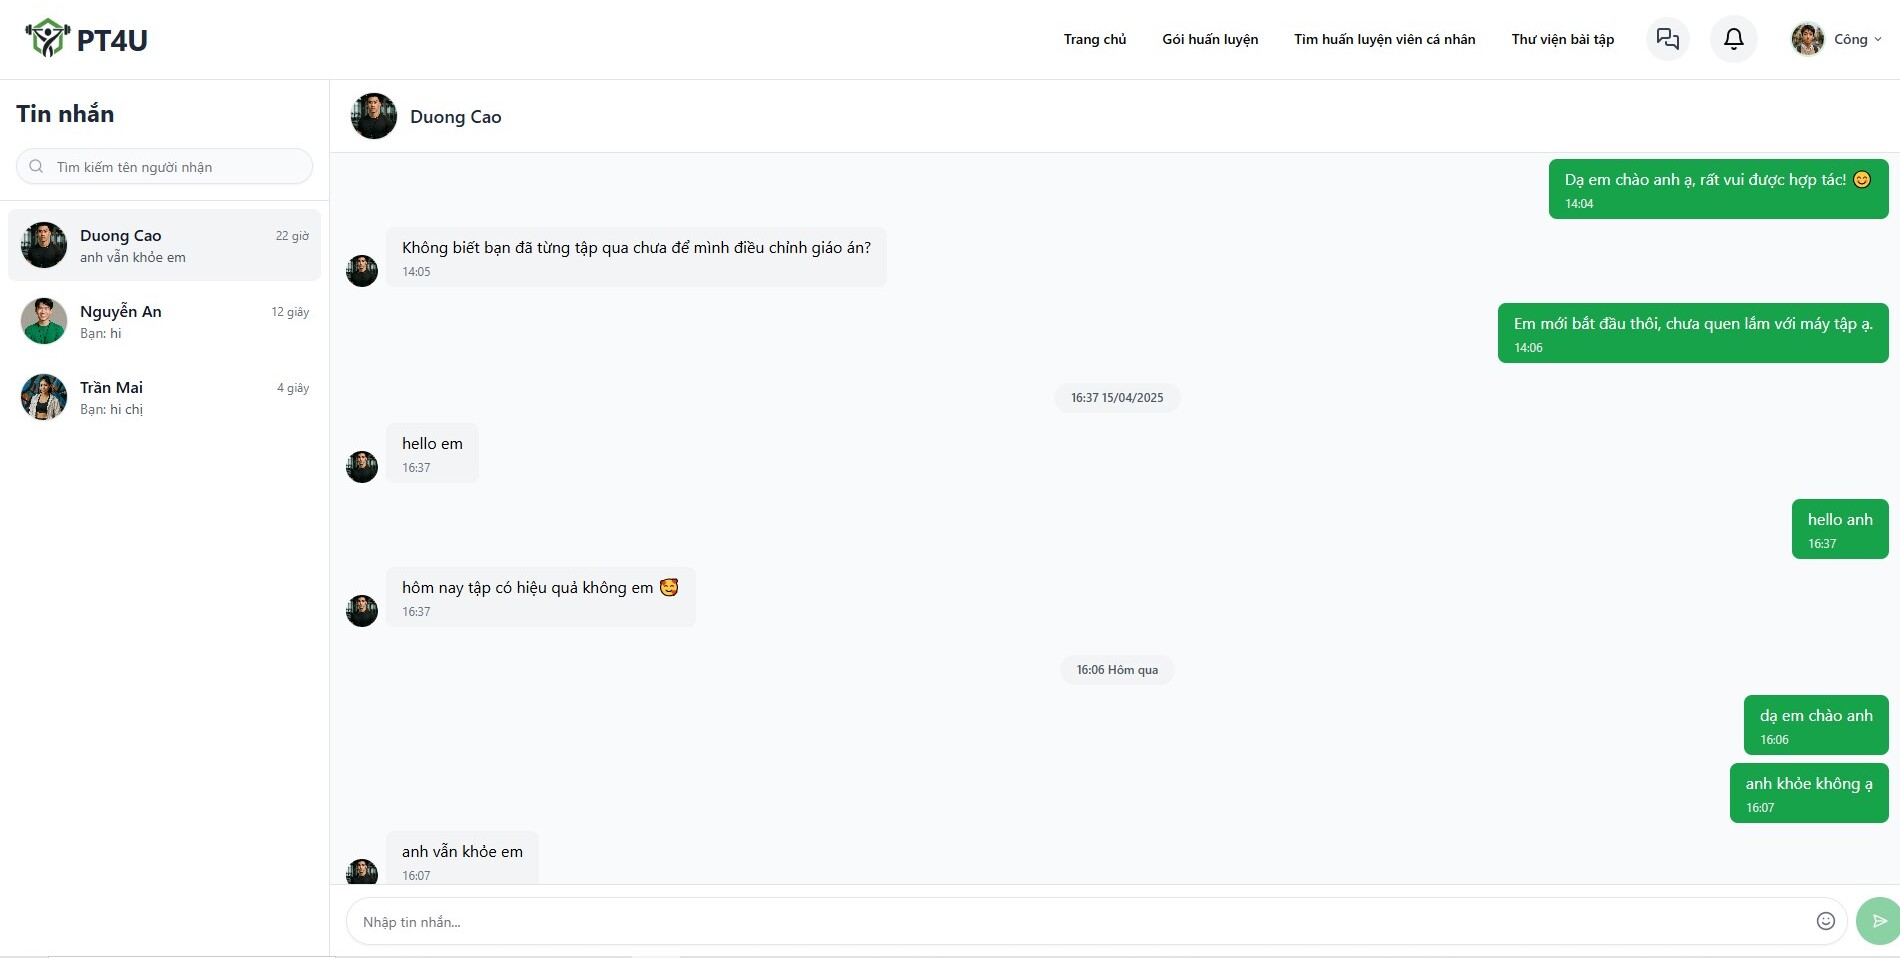 PT4U
Trang chủ
Gói huấn luyện
Tìm huấn luyện viên cá nhân
Thư viện bài tập
Công
Tin nhắn
Tìm kiếm tên người nhận
Duong Cao
22 giờ
anh vẫn khỏe em
Nguyễn An
12 giây
Bạn: hi
Trần Mai
4 giây
Bạn: hi chị
Duong Cao
Dạ em chào anh ạ, rất vui được hợp tác! 😊
14:04
Không biết bạn đã từng tập qua chưa để mình điều chỉnh giáo án?
14:05
Em mới bắt đầu thôi, chưa quen lắm với máy tập ạ.
14:06
16:37 15/04/2025
hello em
16:37
hello anh
16:37
hôm nay tập có hiệu quả không em 🥰
16:37
16:06 Hôm qua
dạ em chào anh
16:06
anh khỏe không ạ
16:07
anh vẫn khỏe em
16:07
Nhập tin nhắn...